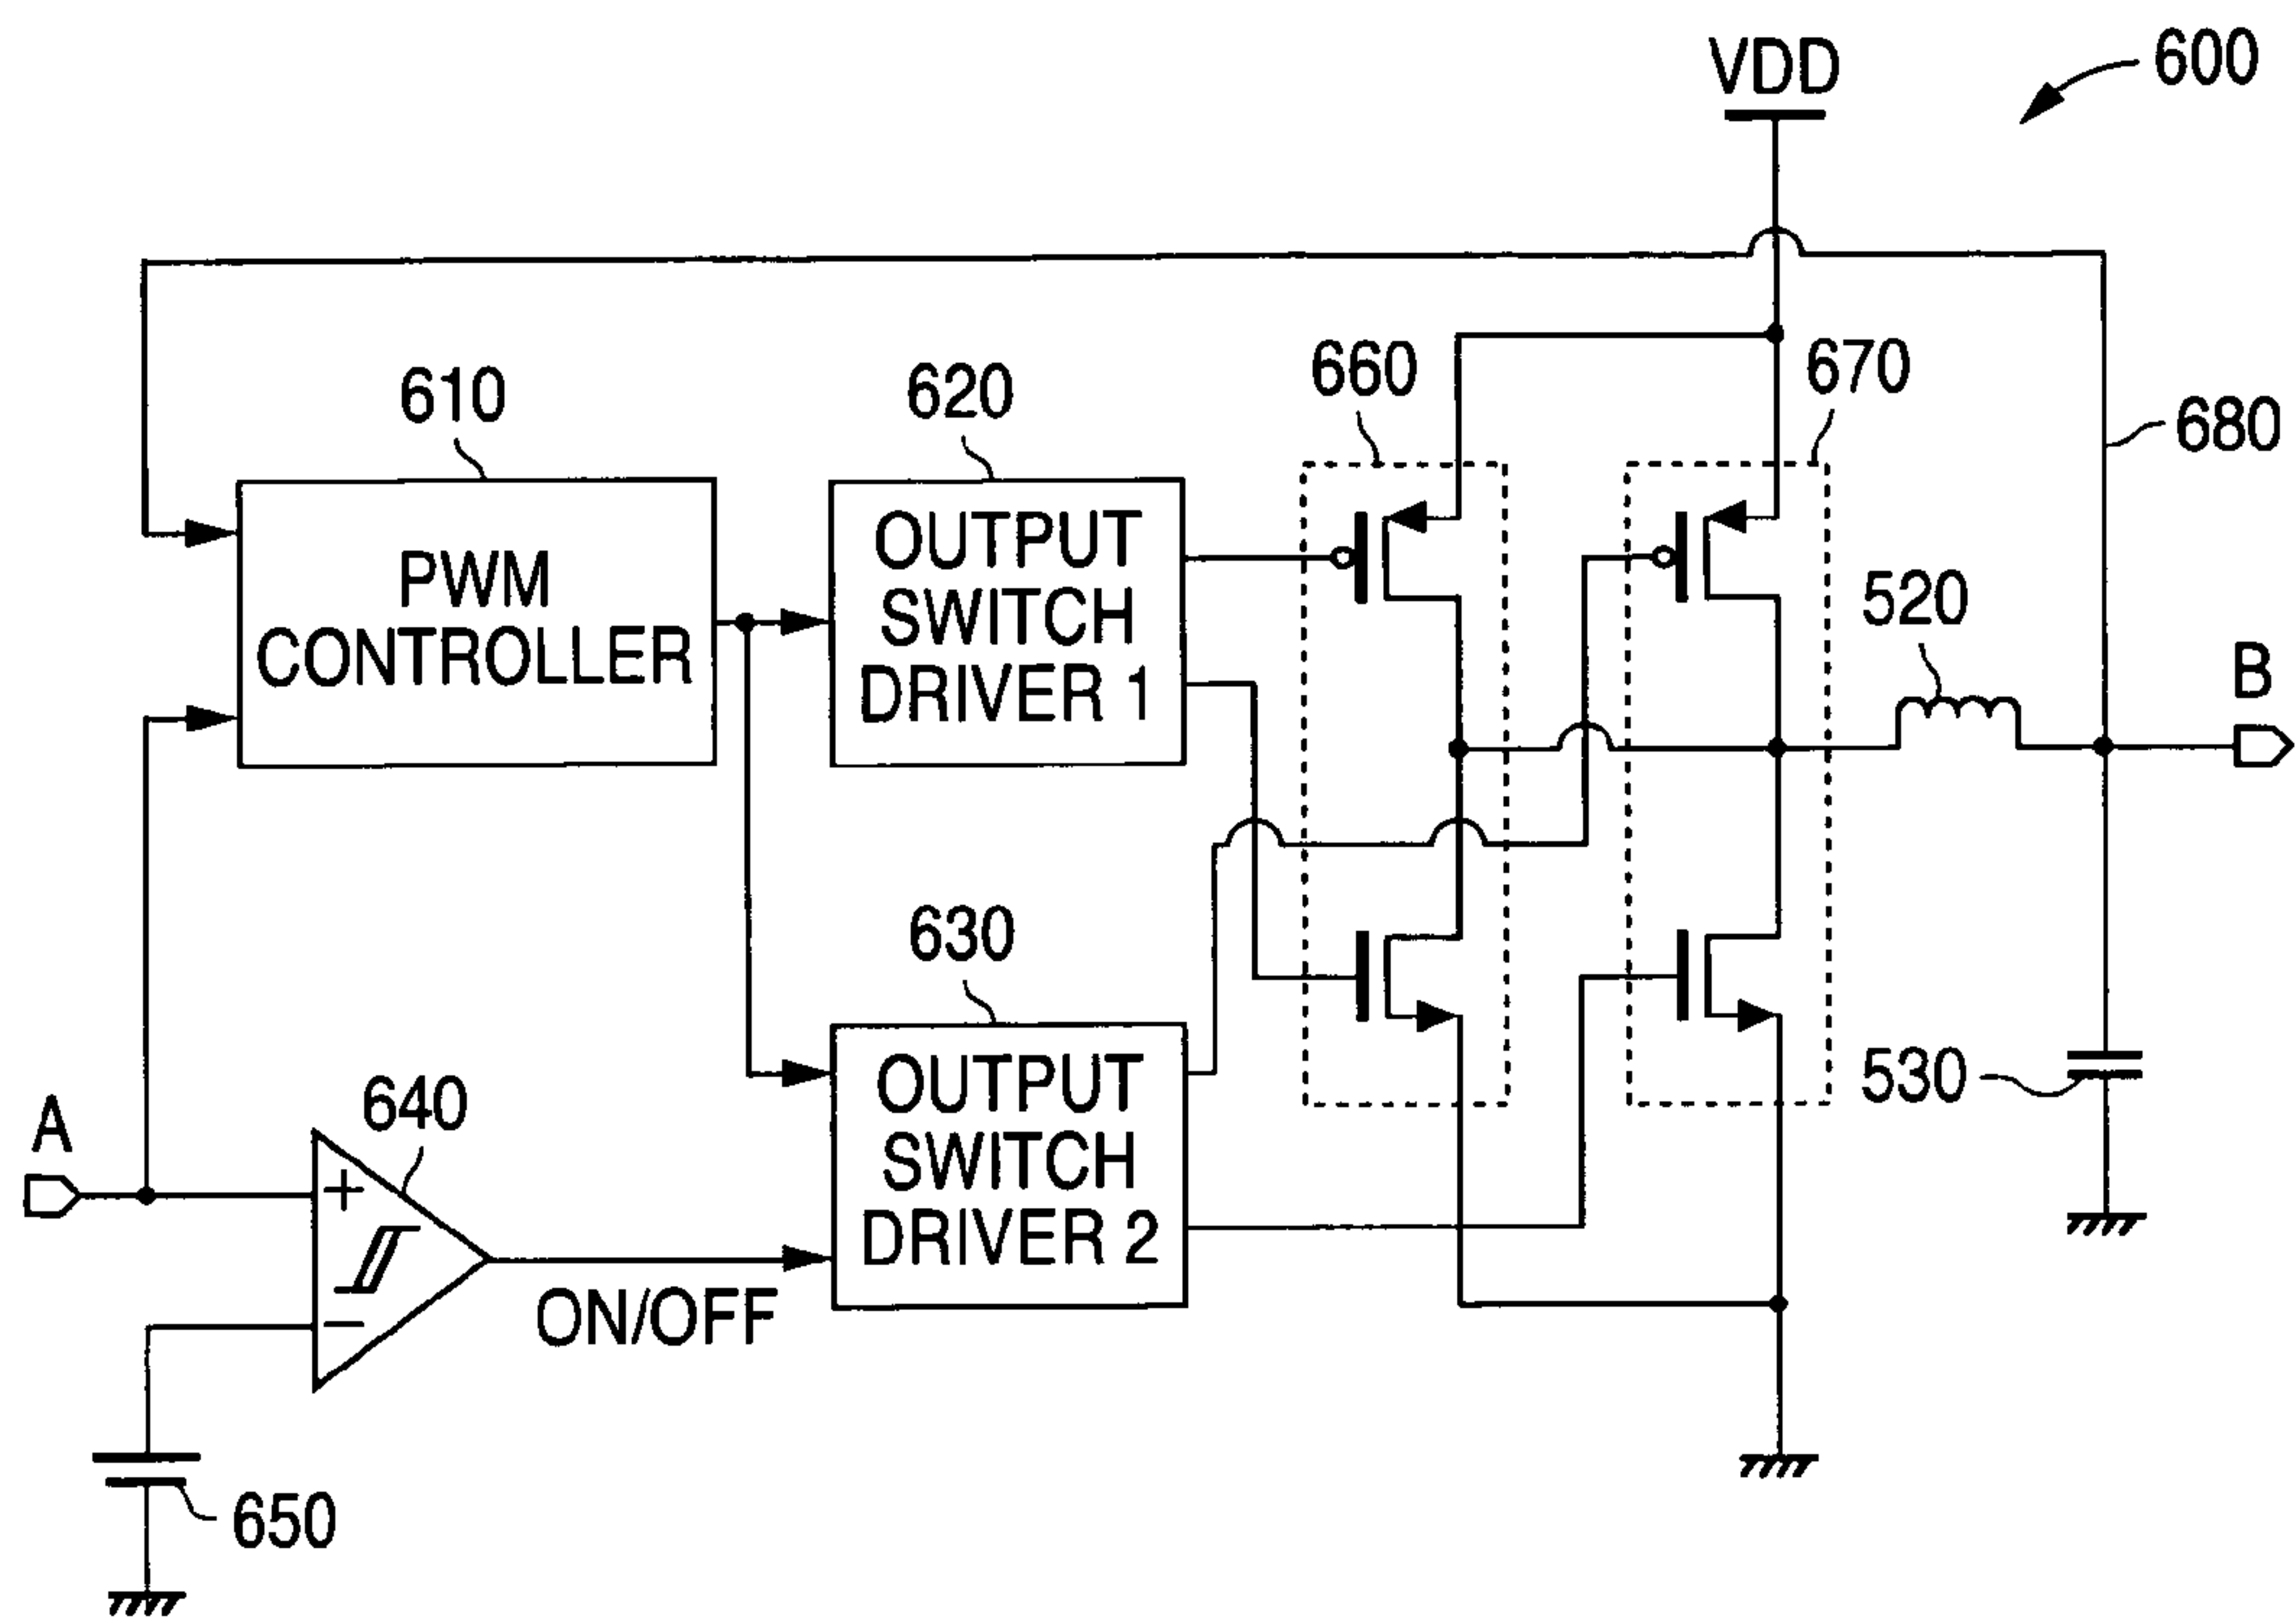 VDD
600
660
670
610
620
680
PWM
CONTROLLER
OUTPUT
SWITCH
DRIVER 1
520
B
630
640
A
+
−
OUTPUT
SWITCH
DRIVER 2
530
ON/OFF
650